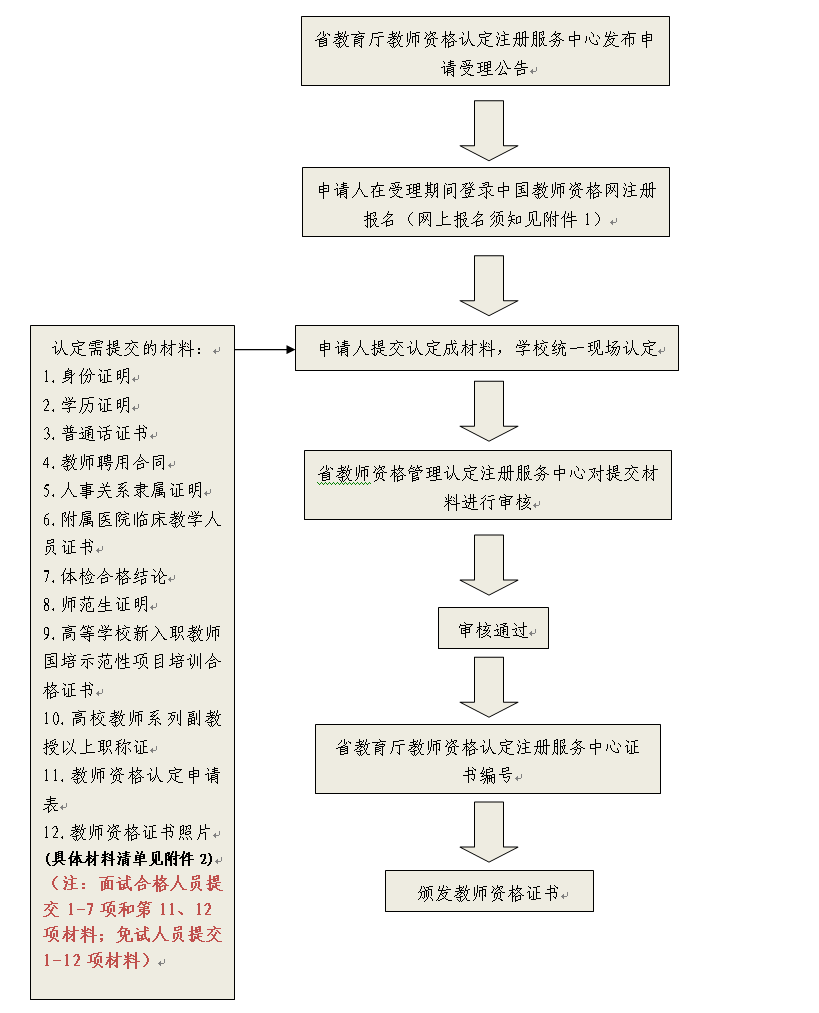 省教育厅教师资格认定注册服务中心发布申
请受理公告
申请人在受理期间登录中国教师资格网注册
报名（网上报名须知见附件1）
认定需提交的材料：
1.身份证明
2.学历证明
3.普通话证书
4.教师聘用合同
5.人事关系隶属证明
6.附属医院临床教学人
员证书
7.体检合格结论
8.师范生证明
9.高等学校新入职教师
国培示范性项目培训合
格证书
10.高校教师系列副教
授以上职称证
11.教师资格认定申请
表
12.教师资格证书照片
(具体材料清单见附件2)
（注：面试合格人员提
交1-7项和第11、12
项材料；免试人员提交
1-12项材料）
申请人提交认定成材料，学校统一现场认定
省教师资格管理认定注册服务中心对提交材
料进行审核
审核通过
省教育厅教师资格认定注册服务中心证
书编号
颁发教师资格证书